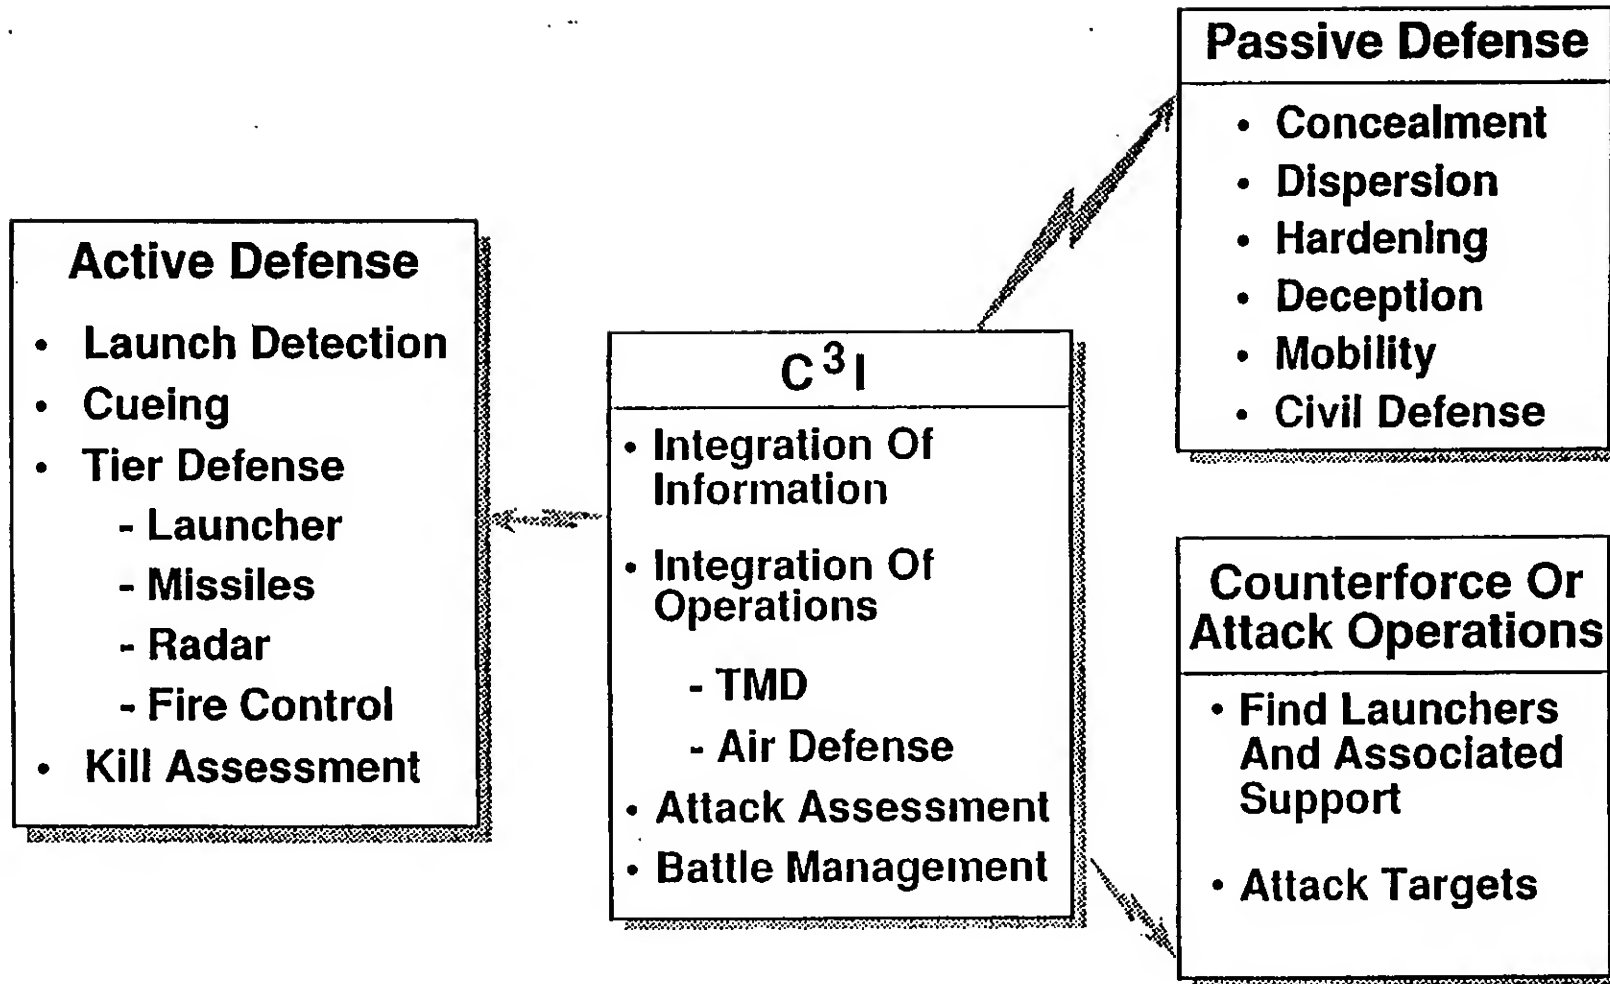 Active Defense
• Launch Detection
• Cueing
• Tier Defense
- Launcher
- Missiles
- Radar
- Fire Control
• Kill Assessment
C³I
• Integration Of
Information
• Integration Of
Operations
- TMD
- Air Defense
• Attack Assessment
• Battle Management
Passive Defense
• Concealment
• Dispersion
• Hardening
• Deception
• Mobility
• Civil Defense
Counterforce Or
Attack Operations
• Find Launchers
And Associated
Support
• Attack Targets